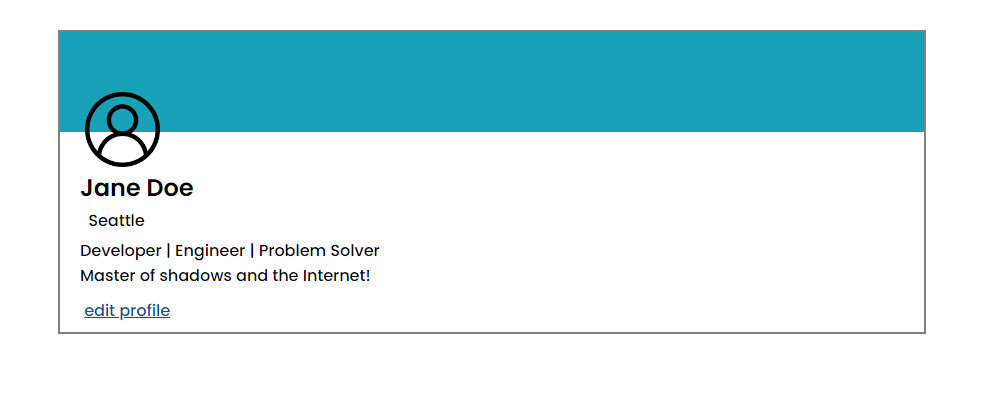 Jane Doe
Seattle
Developer | Engineer | Problem Solver
Master of shadows and the Internet!
edit profile